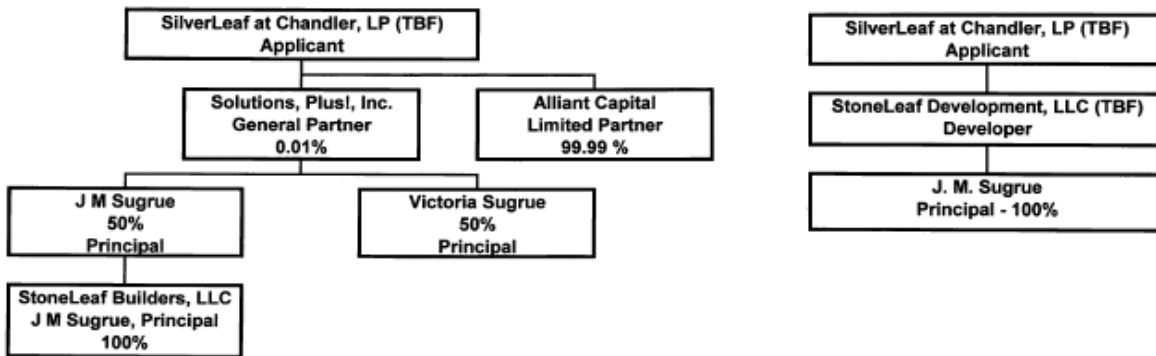 SilverLeaf at Chandler, LP (TBF)
Applicant
Solutions, Plus!, Inc.
General Partner
0.01%
Alliant Capital
Limited Partner
99.99 %
J M Sugrue
50%
Principal
Victoria Sugrue
50%
Principal
StoneLeaf Builders, LLC
J M Sugrue, Principal
100%
SilverLeaf at Chandler, LP (TBF)
Applicant
StoneLeaf Development, LLC (TBF)
Developer
J. M. Sugrue
Principal - 100%